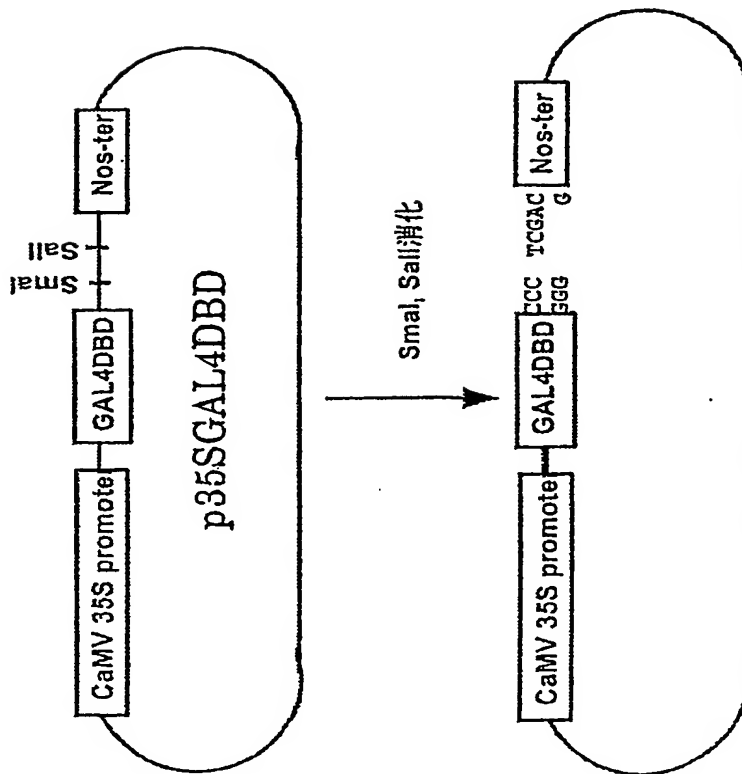 SmaI SalI
CaMV 35S promote GAL4DBD Nos-ter
p35SGAL4DBD
SmaI, SalI消化
CaMV 35S promote GAL4DBD CCC TCGAC Nos-ter
GGG G